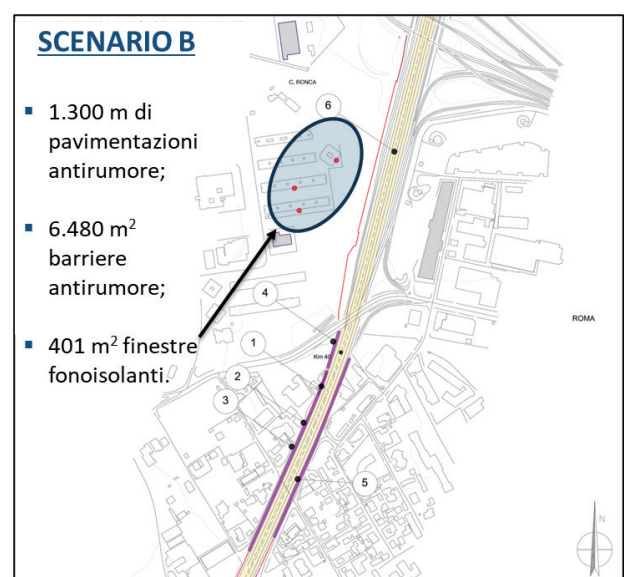 SCENARIO B
▪ 1.300 m di
pavimentazioni
antirumore;
▪ 6.480 m²
barriere
antirumore;
▪ 401 m² finestre
fonoisolanti.
C. RONCA
6
4
1
2
3
5
Km 40
ROMA
N